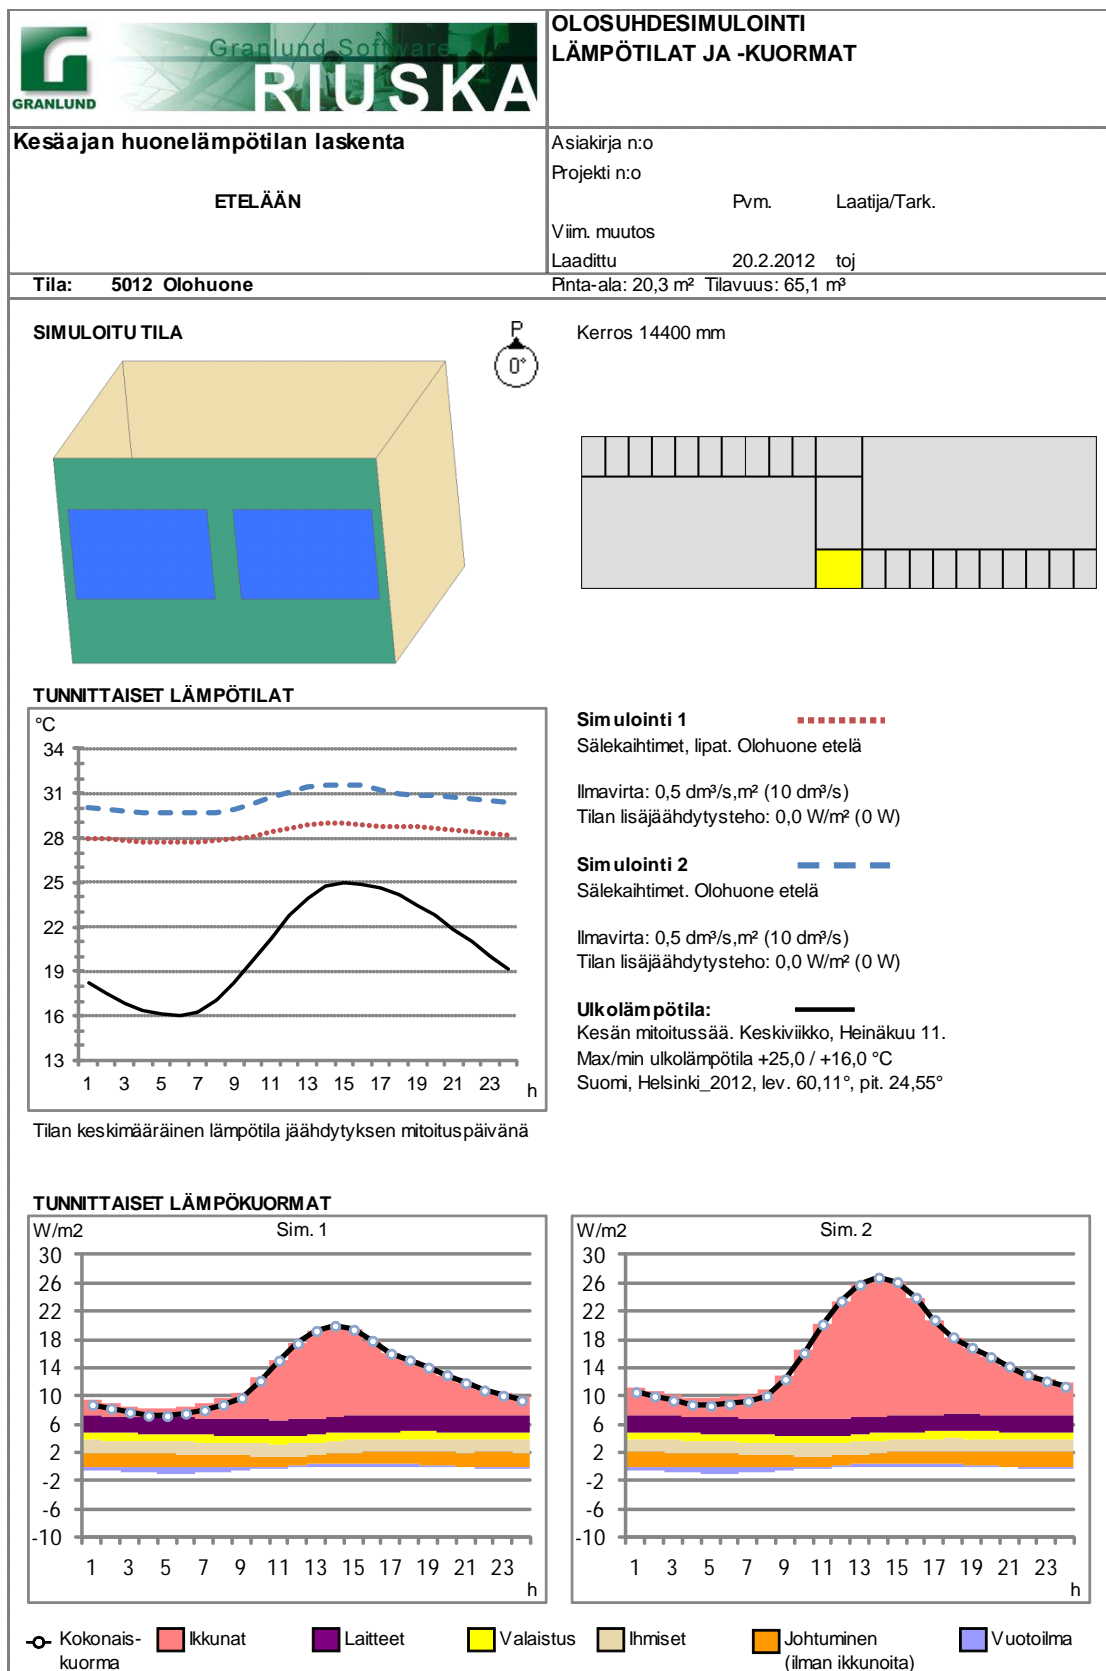 GRANLUND
Granlund Software
RIUSKA
OLOSUHDESIMULOINTI
LÄMPÖTILAT JA -KUORMAT
Kesäajan huonelämpötilan laskenta
ETELÄÄN
Asiakirja n:o
Projekti n:o
Pvm. Laatija/Tark.
Viim. muutos
Laadittu 20.2.2012 toj
Tila: 5012 Olohuone
Pinta-ala: 20,3 m² Tilavuus: 65,1 m³
SIMULOITU TILA
P
0°
Kerros 14400 mm
TUNNITTAISET LÄMPÖTILAT
°C
34
31
28
25
22
19
16
13
1 3 5 7 9 11 13 15 17 19 21 23
h
Simulointi 1
Sälekaihtimet, lipat. Olohuone etelä
Ilmavirta: 0,5 dm³/s,m² (10 dm³/s)
Tilan lisäjäähdytysteho: 0,0 W/m² (0 W)
Simulointi 2
Sälekaihtimet. Olohuone etelä
Ilmavirta: 0,5 dm³/s,m² (10 dm³/s)
Tilan lisäjäähdytysteho: 0,0 W/m² (0 W)
Ulkolämpötila:
Kesän mitoitussää. Keskiviikko, Heinäkuu 11.
Max/min ulkolämpötila +25,0 / +16,0 °C
Suomi, Helsinki_2012, lev. 60,11°, pit. 24,55°
Tilan keskimääräinen lämpötila jäähdytyksen mitoituspäivänä
TUNNITTAISET LÄMPÖKUORMAT
W/m2 Sim. 1
30
26
22
18
14
10
6
2
-2
-6
-10
1 3 5 7 9 11 13 15 17 19 21 23
h
W/m2 Sim. 2
30
26
22
18
14
10
6
2
-2
-6
-10
1 3 5 7 9 11 13 15 17 19 21 23
h
Kokonais-
kuorma
Ikkunat
Laitteet
Valaistus
Ihmiset
Johtuminen
(ilman ikkunoita)
Vuotoilma